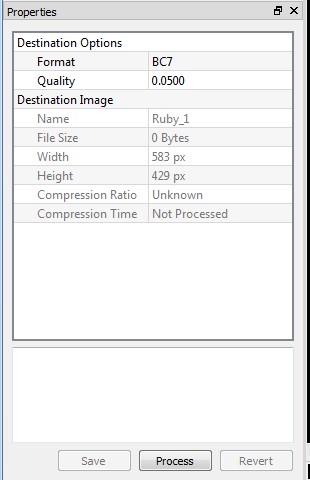 Properties
Destination Options
Format BC7
Quality 0.0500
Destination Image
Name Ruby_1
File Size 0 Bytes
Width 583 px
Height 429 px
Compression Ratio Unknown
Compression Time Not Processed
Save Process Revert